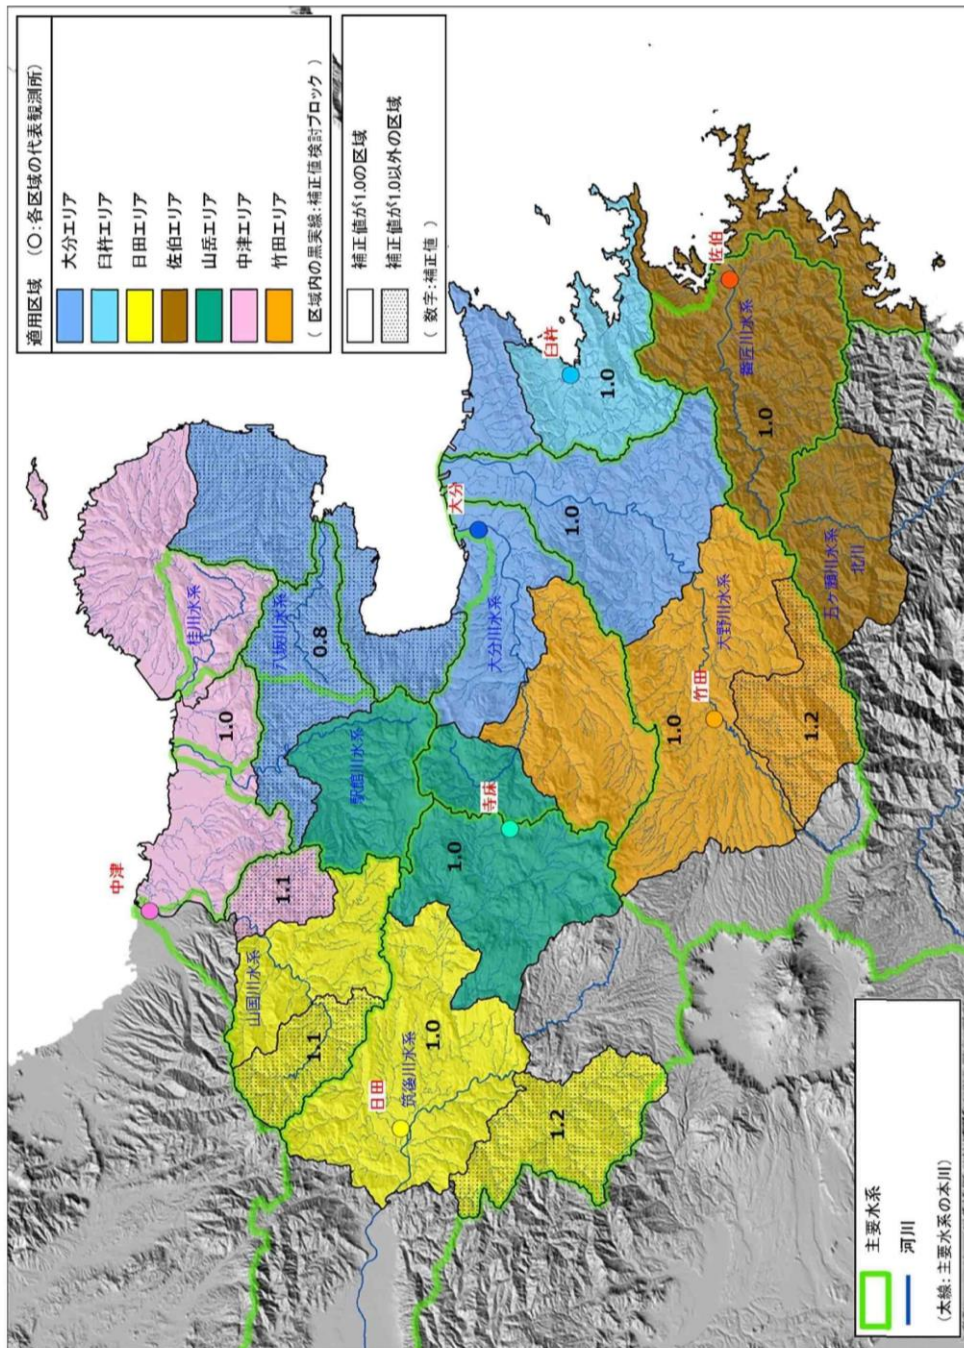 適用区域 (○:各区域の代表観測所)
大分エリア
臼杵エリア
日田エリア
佐伯エリア
山岳エリア
中津エリア
竹田エリア
( 区域内の黒実線:補正値検討ブロック )
補正値が1.0の区域
補正値が1.0以外の区域
( 数字:補正値 )
中津
桂川水系
1.0
八坂川水系
0.8
1.1
山国川水系
駅館川水系
1.1
日田
筑後川水系
1.0
1.2
1.0
寺床
大分
大分川水系
1.0
臼杵
1.0
竹田
1.0
大野川水系
1.2
佐伯
番匠川水系
1.0
五ヶ瀬川水系
北川
主要水系
河川
(太線:主要水系の本川)